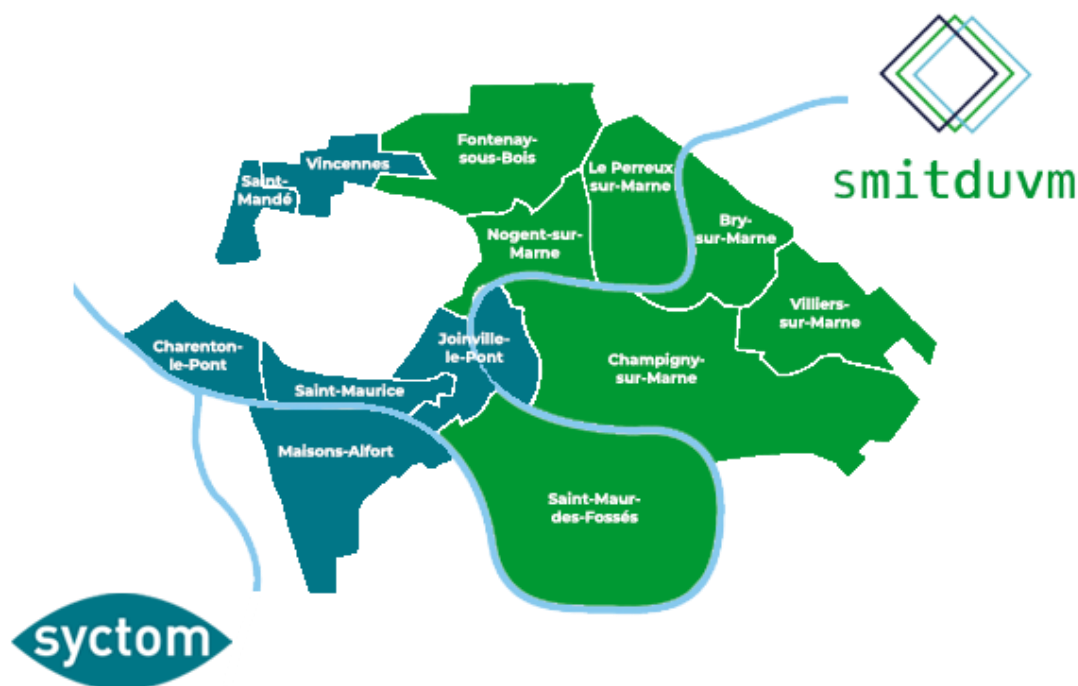 smitduvm
Fontenay-
sous-Bois
Vincennes
Le Perreux
sur-Marne
Saint-
Mandé
Bry-
sur-Marne
Nogent-sur-
Marne
Villiers-
sur-Marne
Charenton-
le-Pont
Joinville-
le-Pont
Champigny-
sur-Marne
Saint-Maurice
Maisons-Alfort
Saint-Maur-
des-Fossés
syctom